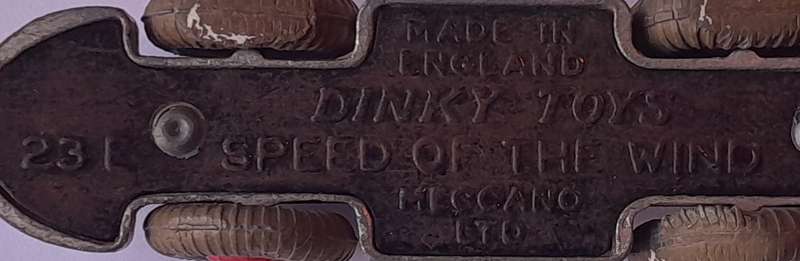 MADE IN
ENGLAND
DINKY TOYS
23 E SPEED OF THE WIND
MECCANO
LTD